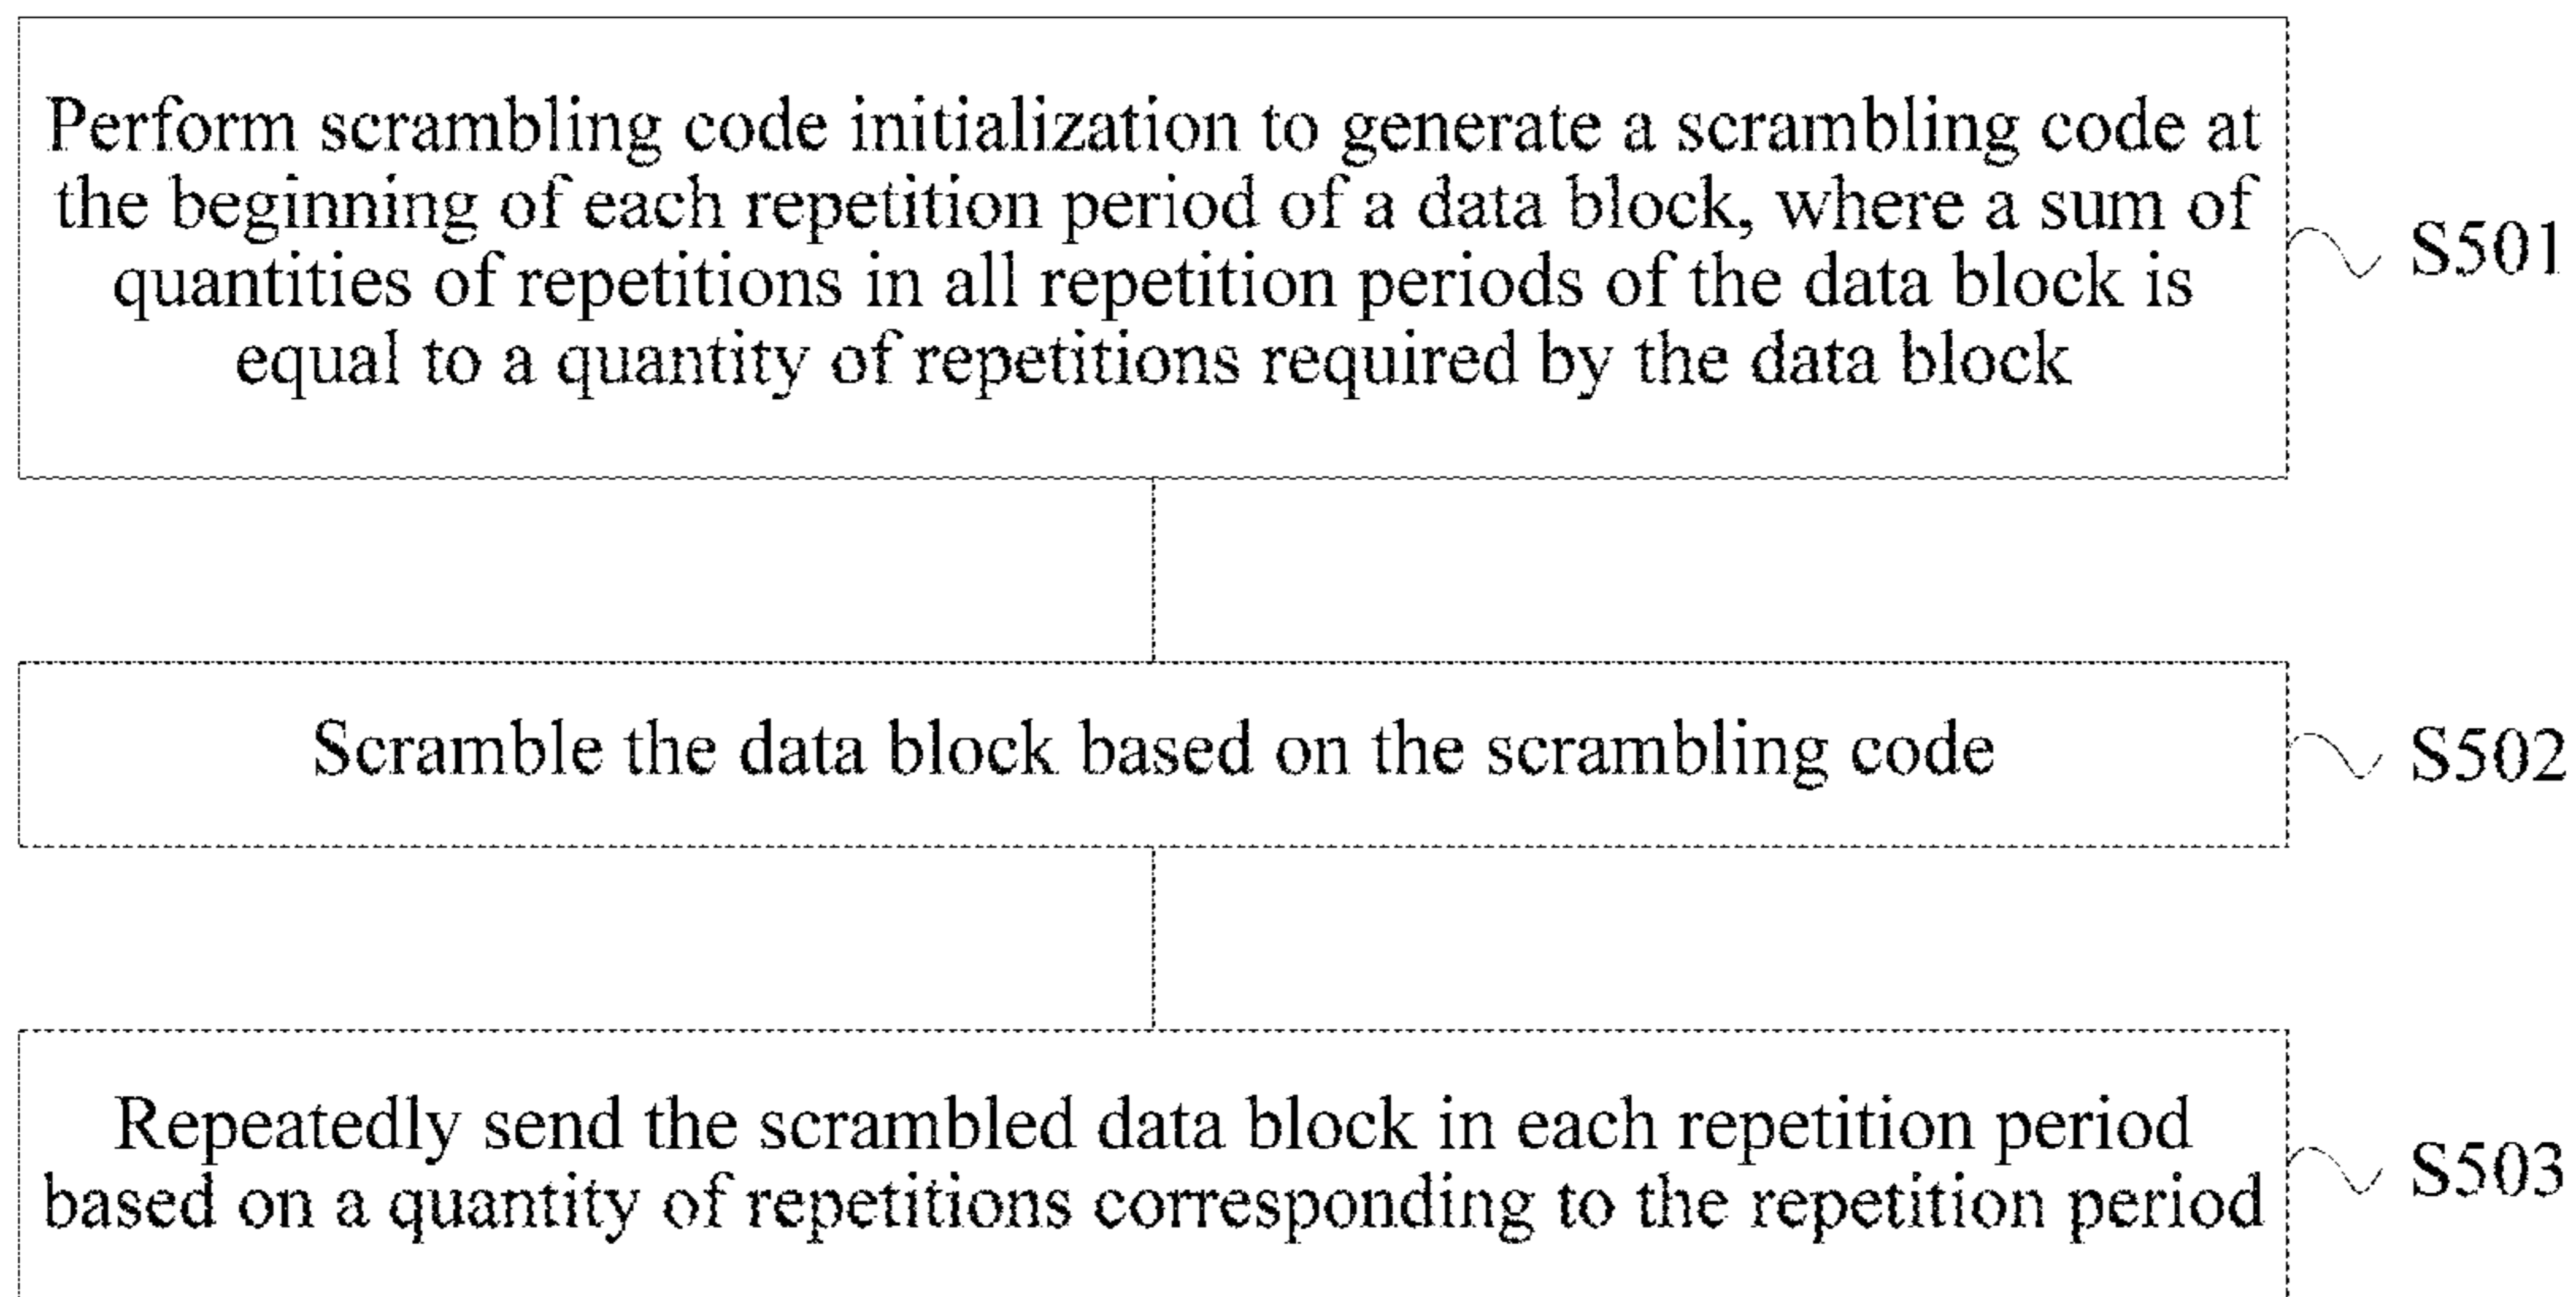 Perform scrambling code initialization to generate a scrambling code at
the beginning of each repetition period of a data block, where a sum of
quantities of repetitions in all repetition periods of the data block is
equal to a quantity of repetitions required by the data block
S501
Scramble the data block based on the scrambling code
S502
Repeatedly send the scrambled data block in each repetition period
based on a quantity of repetitions corresponding to the repetition period
S503